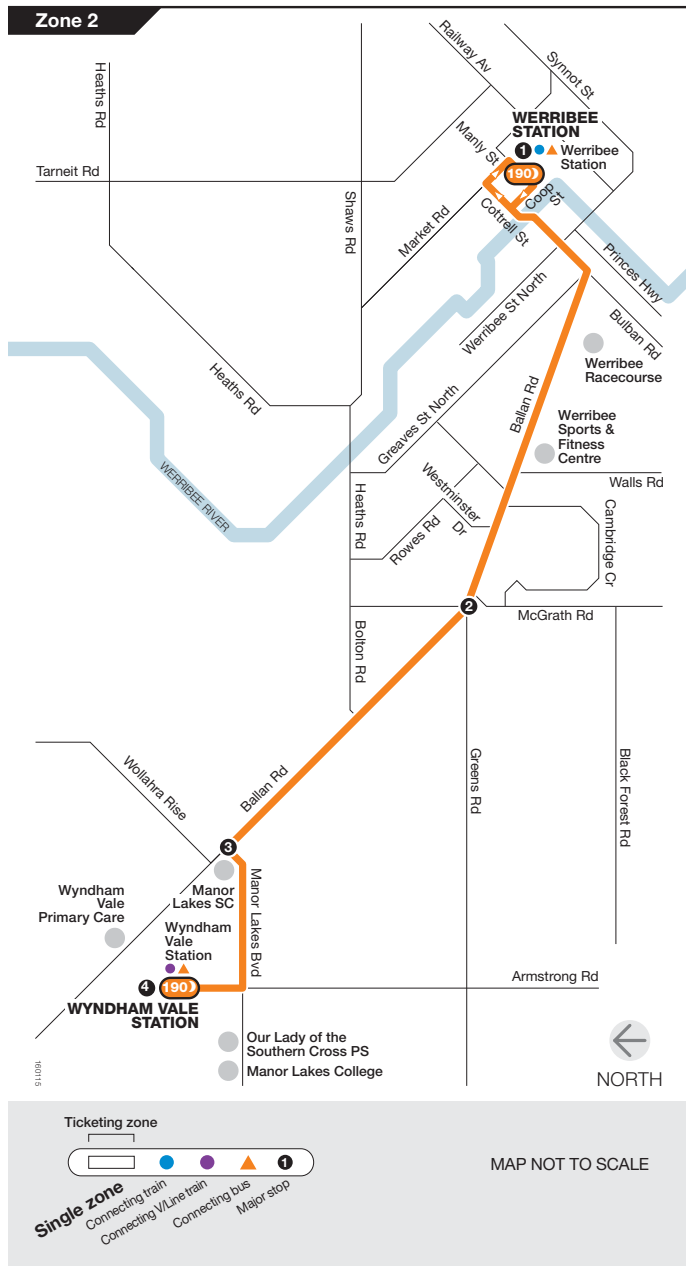 Zone 2
Railway Av
Synnot St
Heaths Rd
WERRIBEE
STATION
1
Werribee
Station
Manly St
190
Tarneit Rd
Coop St
Shaws Rd
Market Rd
Cottrell St
Princes Hwy
Werribee St North
Bulban Rd
Werribee
Racecourse
Heaths Rd
Ballan Rd
Greaves St North
Werribee
Sports &
Fitness
Centre
WERRIBEE RIVER
Westminster
Dr
Walls Rd
Heaths Rd
Rowes Rd
Cambridge Cr
2
McGrath Rd
Bolton Rd
Ballan Rd
Greens Rd
Black Forest Rd
Wollahra Rise
3
Manor
Lakes SC
Manor Lakes Bvd
Wyndham
Vale
Primary Care
Wyndham
Vale
Station
4
190
Armstrong Rd
WYNDHAM VALE
STATION
Our Lady of the
Southern Cross PS
Manor Lakes College
160115
NORTH
Ticketing zone
1
Single zone
Connecting train
Connecting V/Line train
Connecting bus
Major stop
MAP NOT TO SCALE